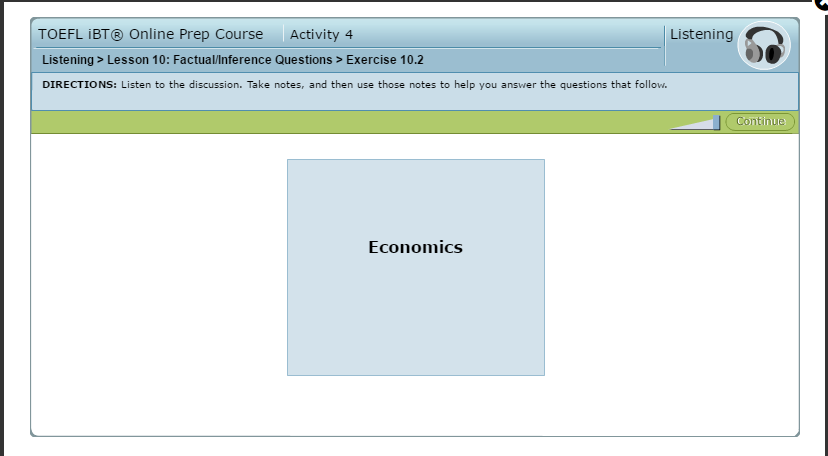 TOEFL iBT® Online Prep Course Activity 4 Listening
Listening > Lesson 10: Factual/Inference Questions > Exercise 10.2
DIRECTIONS: Listen to the discussion. Take notes, and then use those notes to help you answer the questions that follow.
Continue
Economics